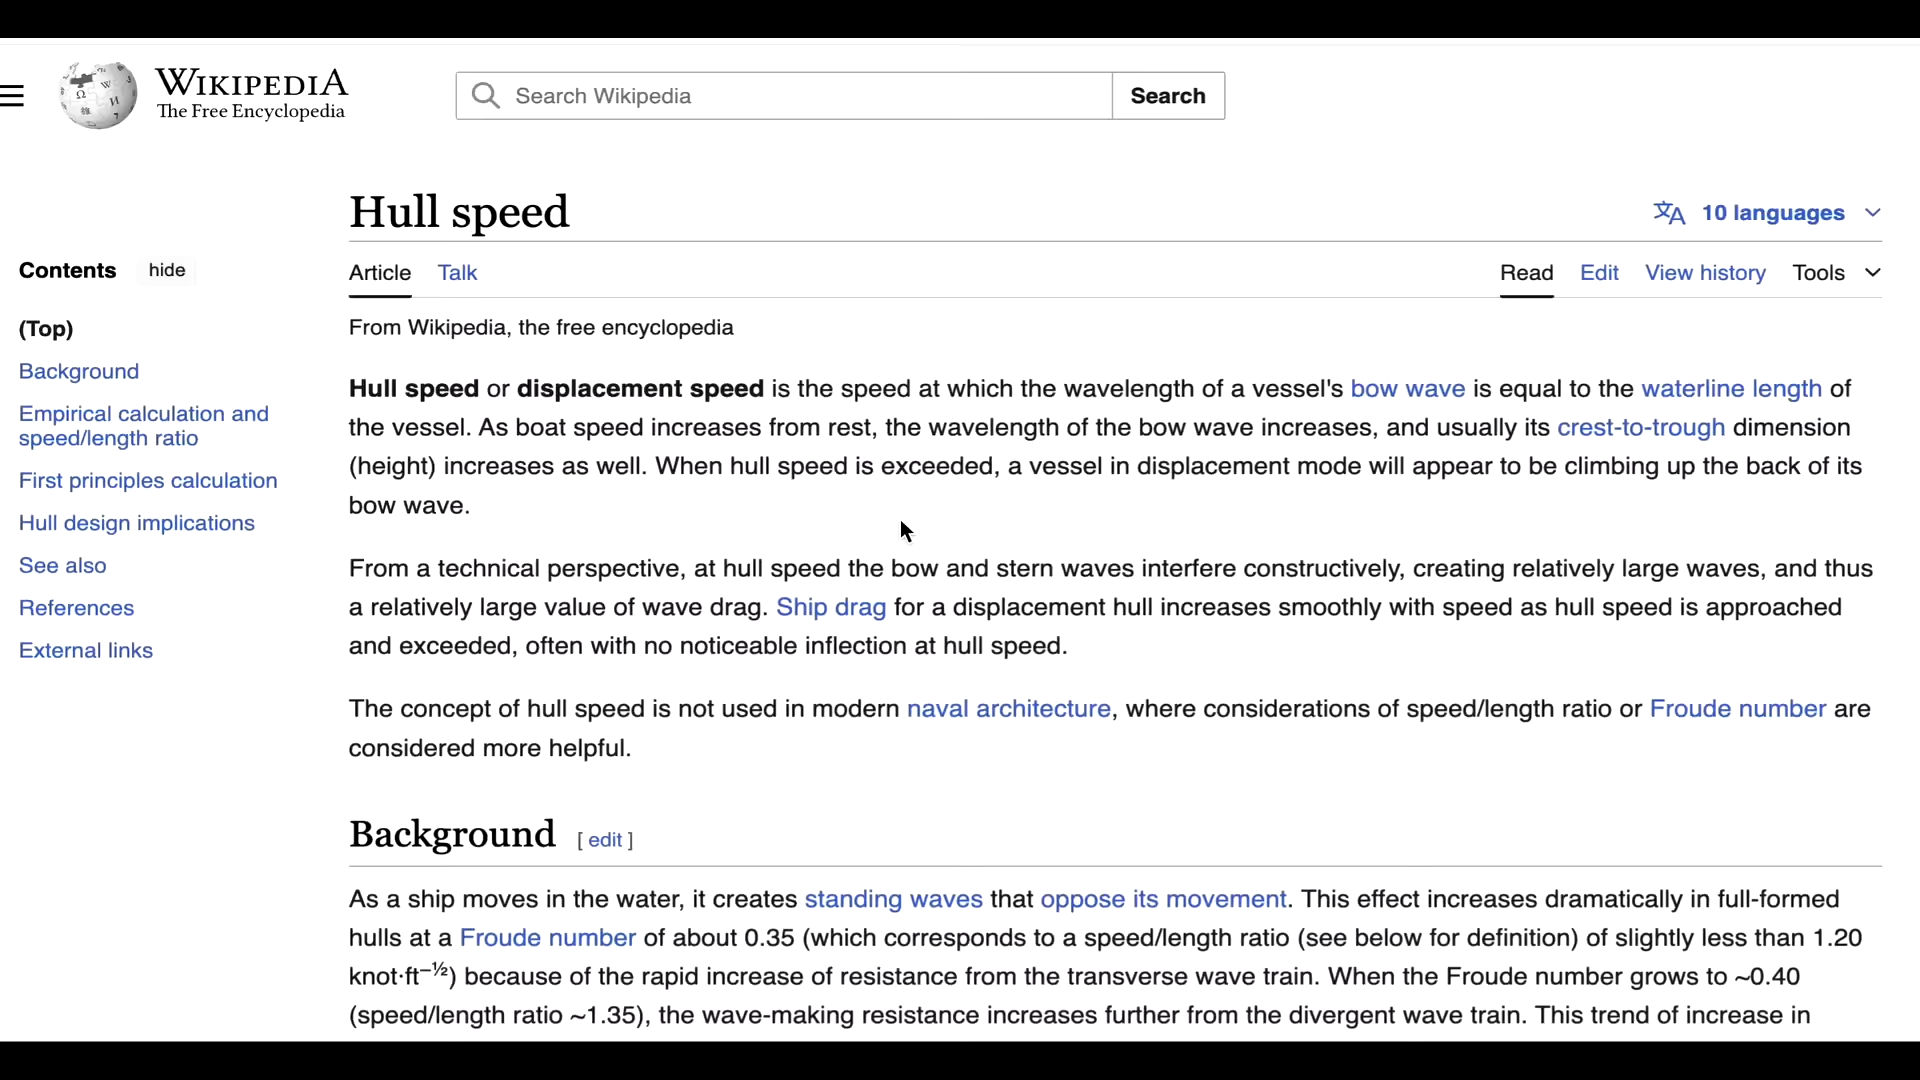 WIKIPEDIA
The Free Encyclopedia
Search Wikipedia
Search
Hull speed
10 languages
Contents hide
Article Talk
Read Edit View history Tools
(Top)
Background
Empirical calculation and
speed/length ratio
First principles calculation
Hull design implications
See also
References
External links
From Wikipedia, the free encyclopedia
Hull speed or displacement speed is the speed at which the wavelength of a vessel's bow wave is equal to the waterline length of
the vessel. As boat speed increases from rest, the wavelength of the bow wave increases, and usually its crest-to-trough dimension
(height) increases as well. When hull speed is exceeded, a vessel in displacement mode will appear to be climbing up the back of its
bow wave.
From a technical perspective, at hull speed the bow and stern waves interfere constructively, creating relatively large waves, and thus
a relatively large value of wave drag. Ship drag for a displacement hull increases smoothly with speed as hull speed is approached
and exceeded, often with no noticeable inflection at hull speed.
The concept of hull speed is not used in modern naval architecture, where considerations of speed/length ratio or Froude number are
considered more helpful.
Background [ edit ]
As a ship moves in the water, it creates standing waves that oppose its movement. This effect increases dramatically in full-formed
hulls at a Froude number of about 0.35 (which corresponds to a speed/length ratio (see below for definition) of slightly less than 1.20
knot·ft⁻½) because of the rapid increase of resistance from the transverse wave train. When the Froude number grows to ~0.40
(speed/length ratio ~1.35), the wave-making resistance increases further from the divergent wave train. This trend of increase in